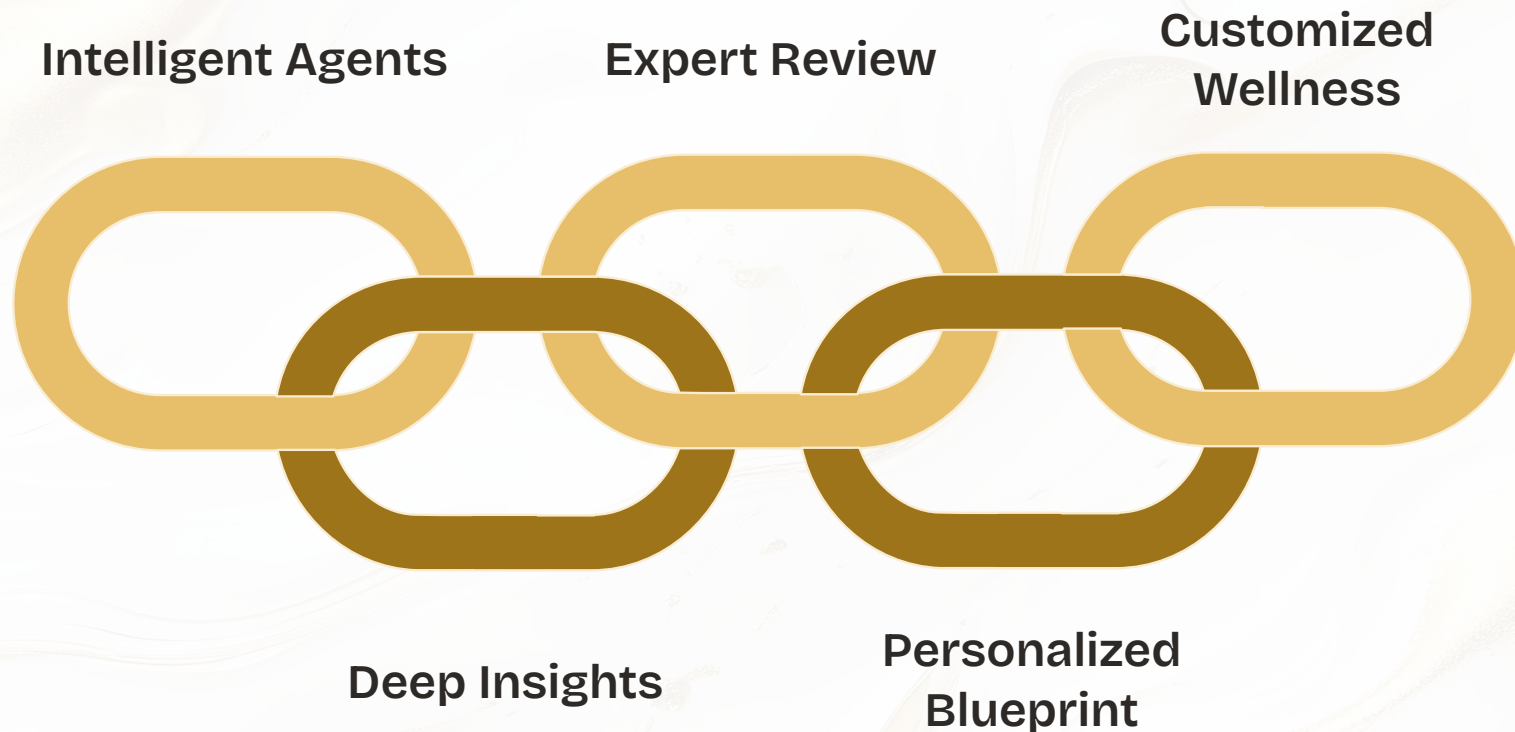 Intelligent Agents
Expert Review
Customized
Wellness
Deep Insights
Personalized
Blueprint